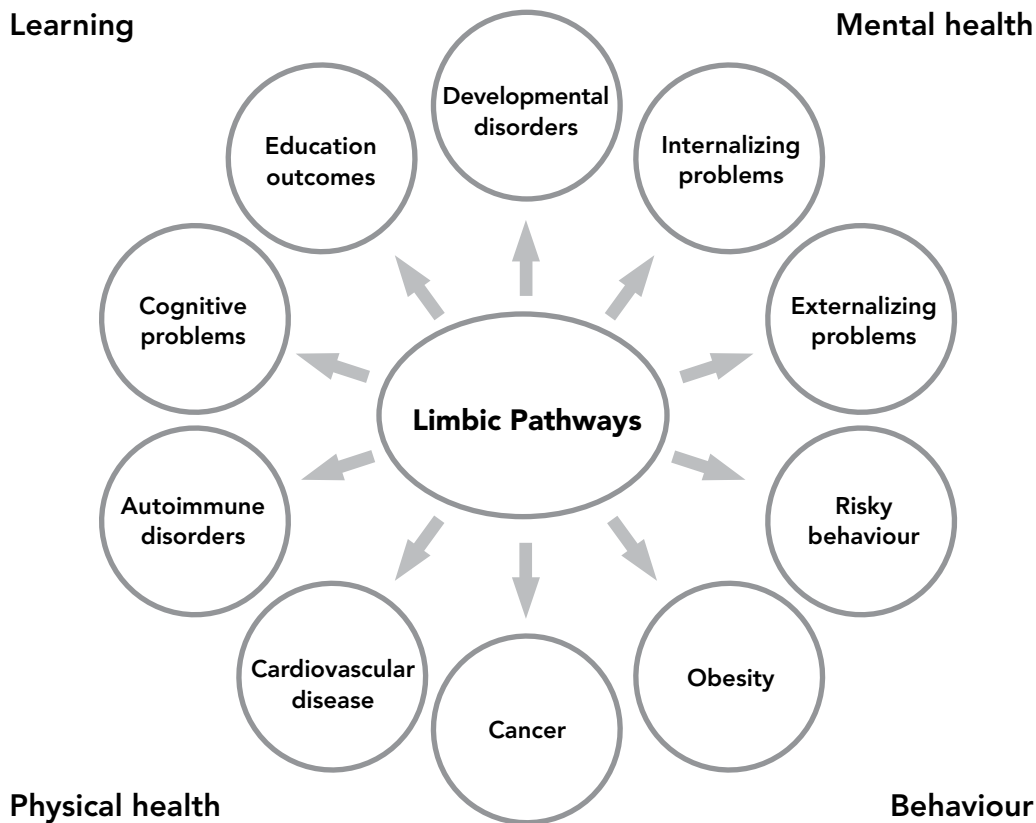 Learning
Mental health
Developmental
disorders
Education
outcomes
Internalizing
problems
Cognitive
problems
Externalizing
problems
Limbic Pathways
Autoimmune
disorders
Risky
behaviour
Cardiovascular
disease
Obesity
Cancer
Physical health
Behaviour